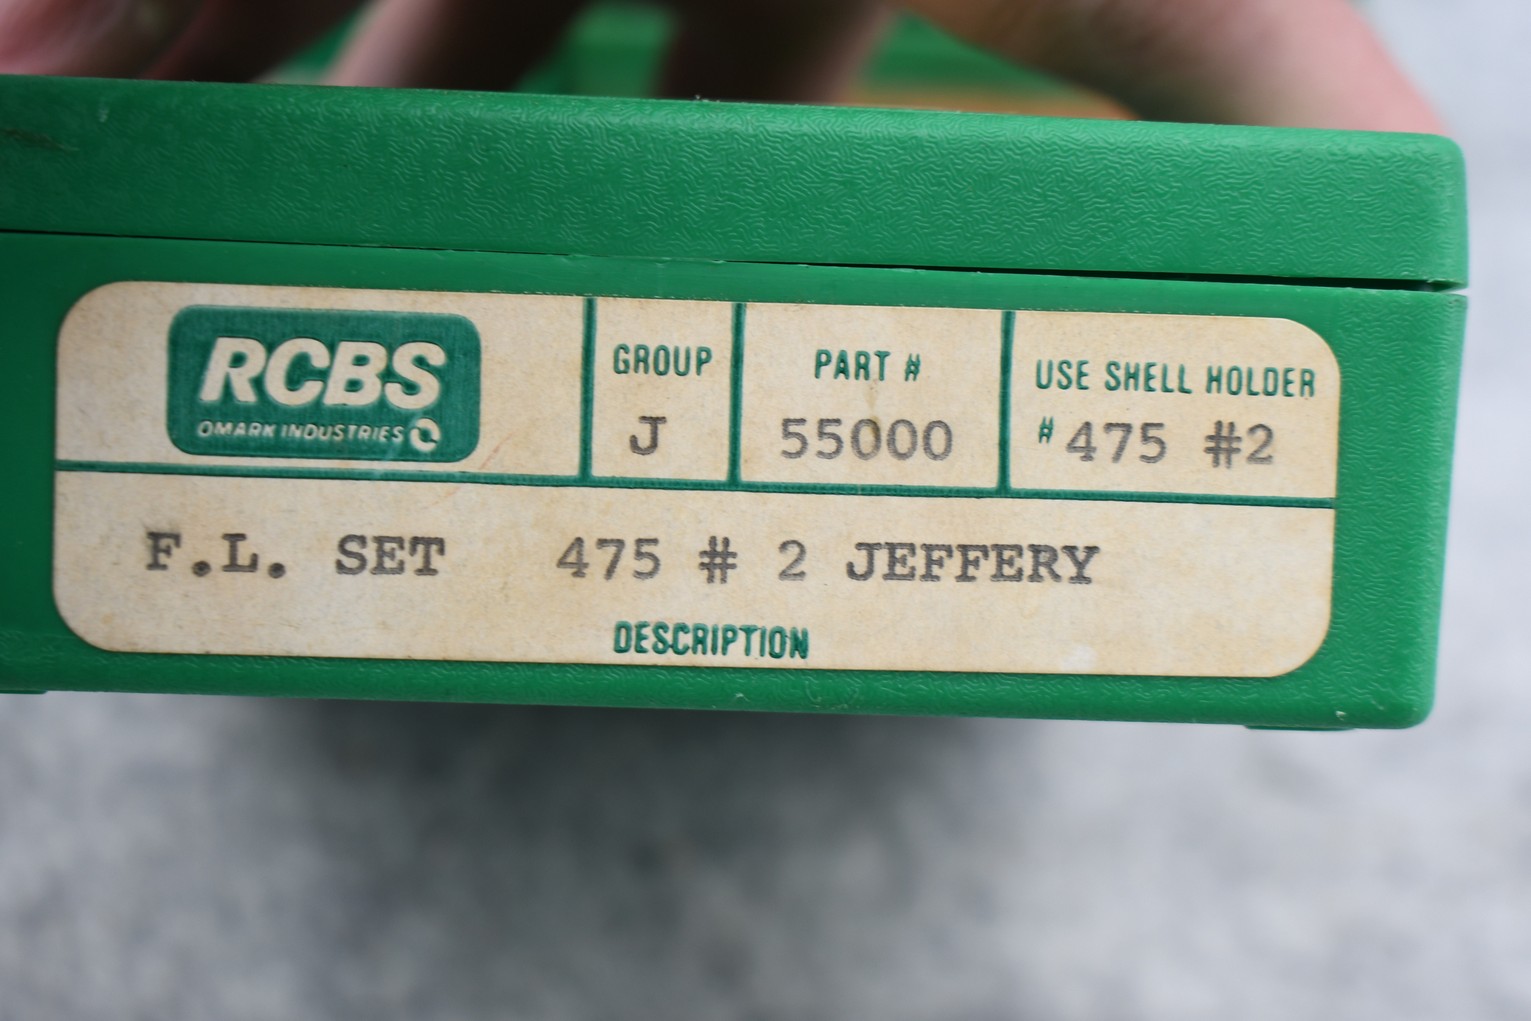 RCBS
OMARK INDUSTRIES
GROUP
J
PART #
55000
USE SHELL HOLDER
# 475 #2
F.L. SET 475 # 2 JEFFERY
DESCRIPTION